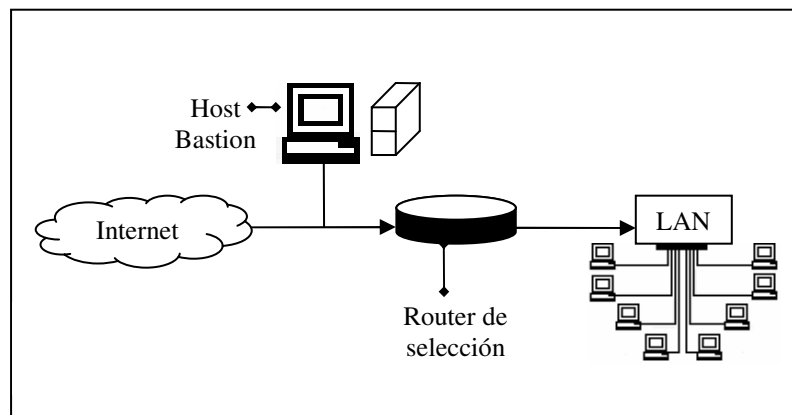 Host
Bastion
Internet
LAN
Router de
selección